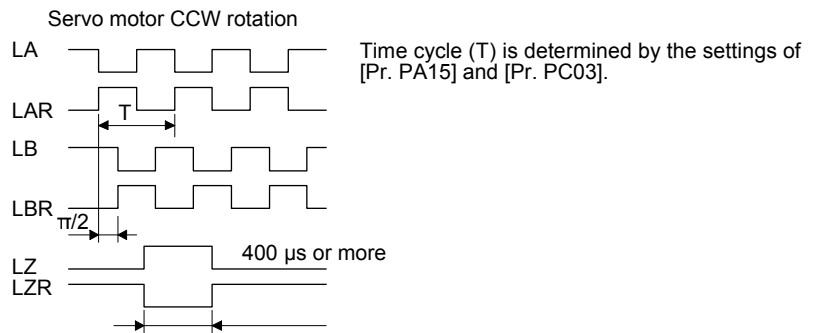 Servo motor CCW rotation
LA
Time cycle (T) is determined by the settings of
[Pr. PA15] and [Pr. PC03].
LAR
T
LB
LBR
π/2
400 μs or more
LZ
LZR